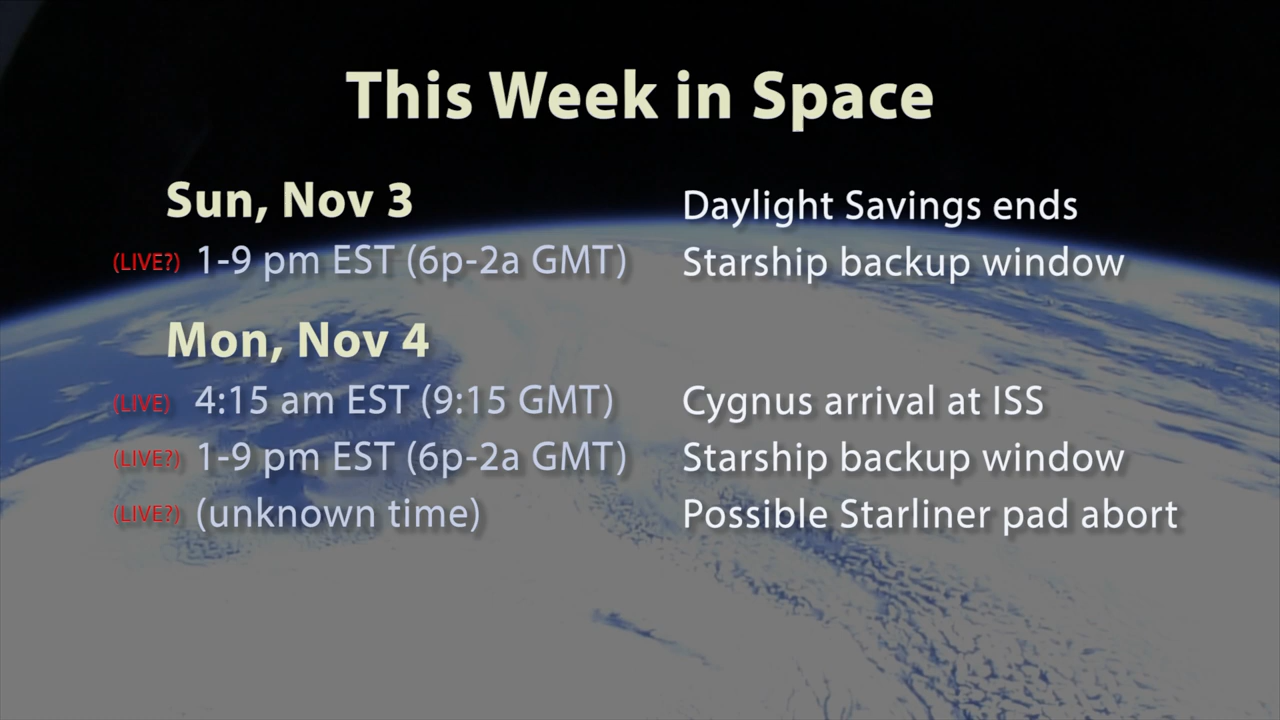 This Week in Space
Sun, Nov 3 Daylight Savings ends
(LIVE?) 1-9 pm EST (6p-2a GMT) Starship backup window
Mon, Nov 4
(LIVE) 4:15 am EST (9:15 GMT) Cygnus arrival at ISS
(LIVE?) 1-9 pm EST (6p-2a GMT) Starship backup window
(LIVE?) (unknown time) Possible Starliner pad abort